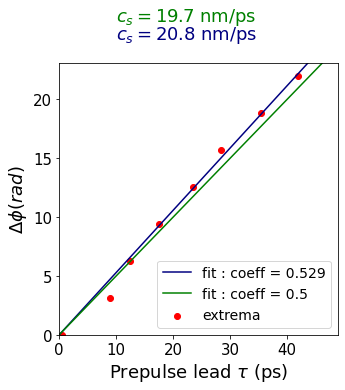 c_s = 19.7 nm/ps
c_s = 20.8 nm/ps
20
15
10
5
0
Δϕ(rad)
0 10 20 30 40
Prepulse lead τ (ps)
fit : coeff = 0.529
fit : coeff = 0.5
extrema